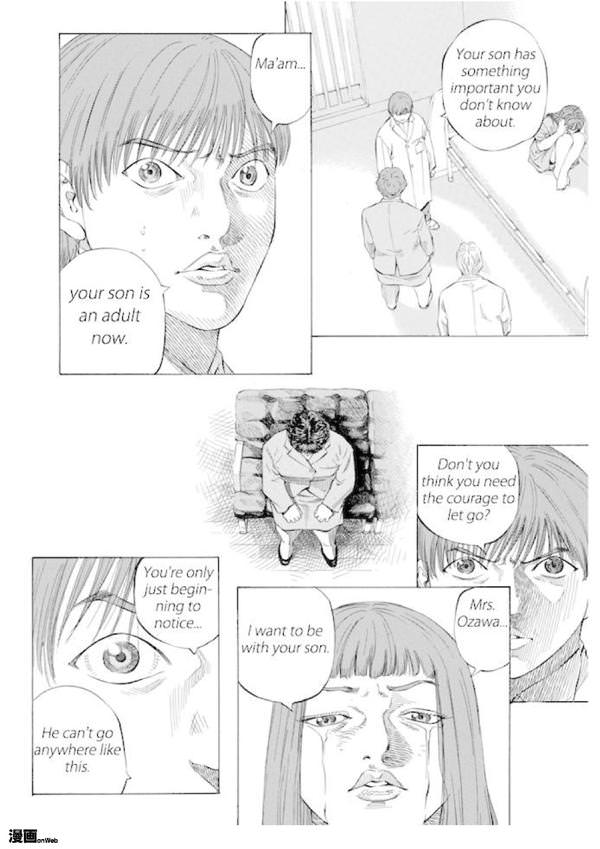 Your son has
something
important you
don't know
about.
Ma'am...
your son is
an adult
now.
Don't you
think you need
the courage to
let go?
Mrs.
Ozawa...
I want to be
with your son.
You're only
just begin-
ning to
notice...
He can't go
anywhere like
this.
漫画onWeb